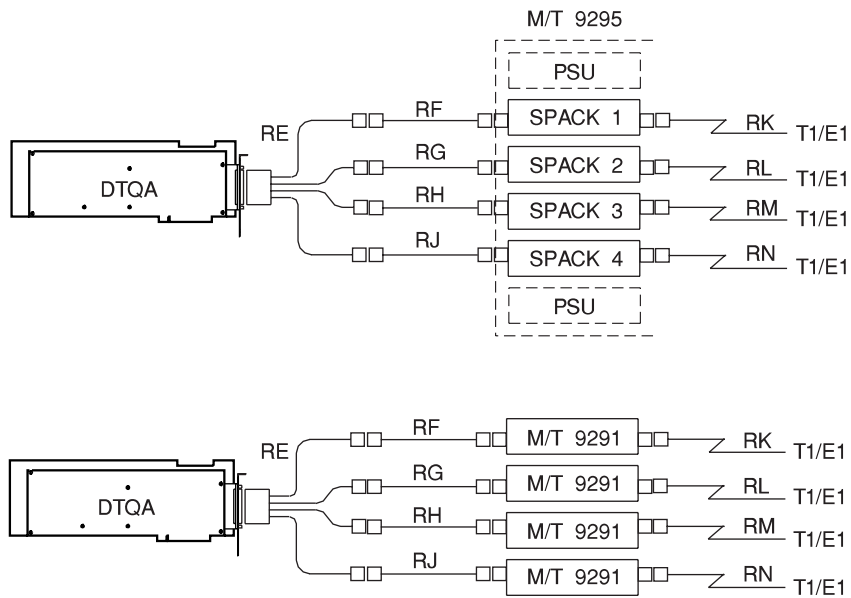 M/T 9295
PSU
RE RF SPACK 1 RK T1/E1
RG SPACK 2 RL T1/E1
DTQA
RH SPACK 3 RM T1/E1
RJ SPACK 4 RN T1/E1
PSU
RE RF M/T 9291 RK T1/E1
RG M/T 9291 RL T1/E1
DTQA
RH M/T 9291 RM T1/E1
RJ M/T 9291 RN T1/E1